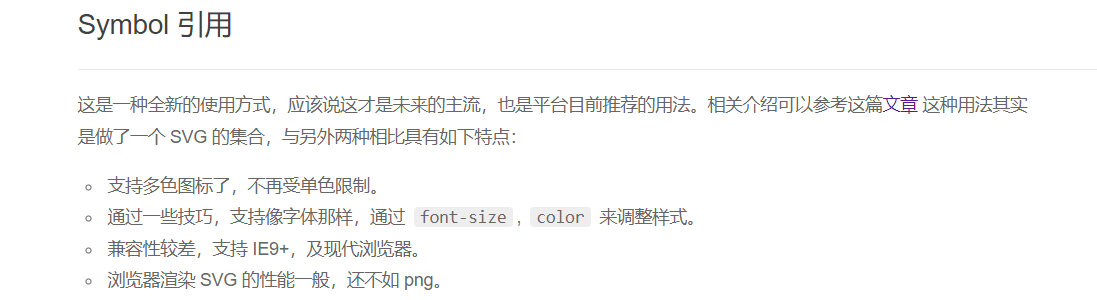 Symbol 引用
这是一种全新的使用方式，应该说这才是未来的主流，也是平台目前推荐的用法。相关介绍可以参考这篇文章 这种用法其实
是做了一个 SVG 的集合，与另外两种相比具有如下特点：
支持多色图标了，不再受单色限制。
通过一些技巧，支持像字体那样，通过 font-size, color 来调整样式。
兼容性较差，支持 IE9+，及现代浏览器。
浏览器渲染 SVG 的性能一般，还不如 png。